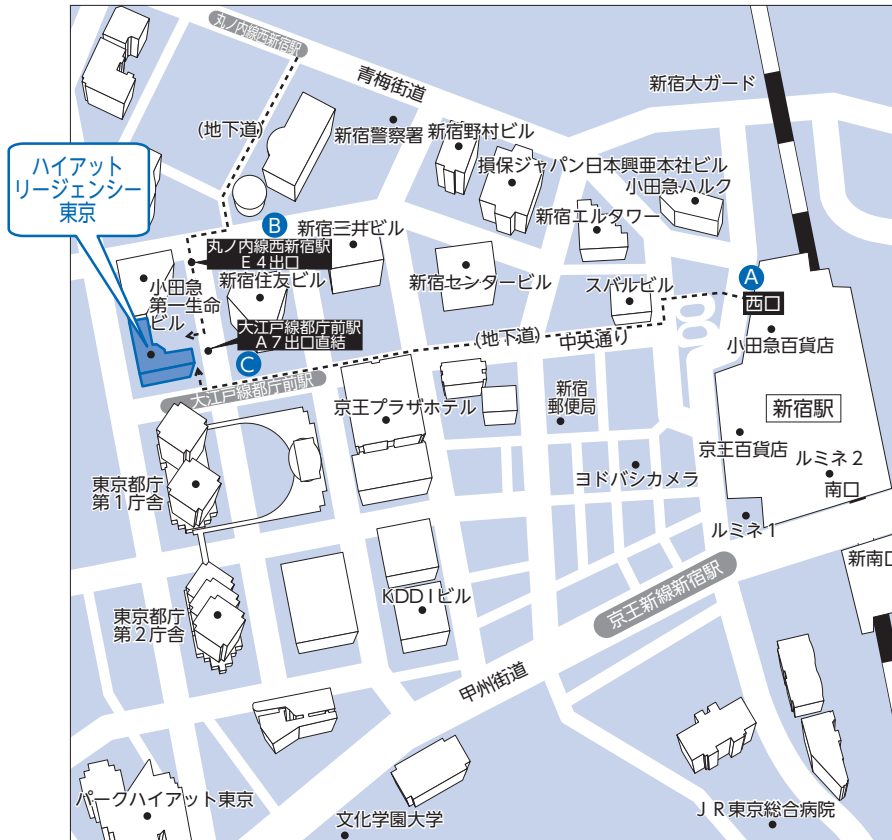 丸ノ内線西新宿駅
青梅街道
新宿大ガード
(地下道)
新宿警察署
新宿野村ビル
損保ジャパン日本興亜本社ビル
小田急ハルク
ハイアット
リージェンシー
東京
新宿エルタワー
B
新宿三井ビル
丸ノ内線西新宿駅
E4出口
新宿住友ビル
新宿センタービル
スバルビル
A
西口
小田急
第一生命
ビル
大江戸線都庁前駅
A7出口直結
(地下道)
中央通り
小田急百貨店
C
大江戸線都庁前駅
京王プラザホテル
新宿
郵便局
新宿駅
京王百貨店
ルミネ2
南口
ヨドバシカメラ
東京都庁
第1庁舎
ルミネ1
新南口
京王新線新宿駅
KDDIビル
東京都庁
第2庁舎
甲州街道
パークハイアット東京
文化学園大学
JR東京総合病院